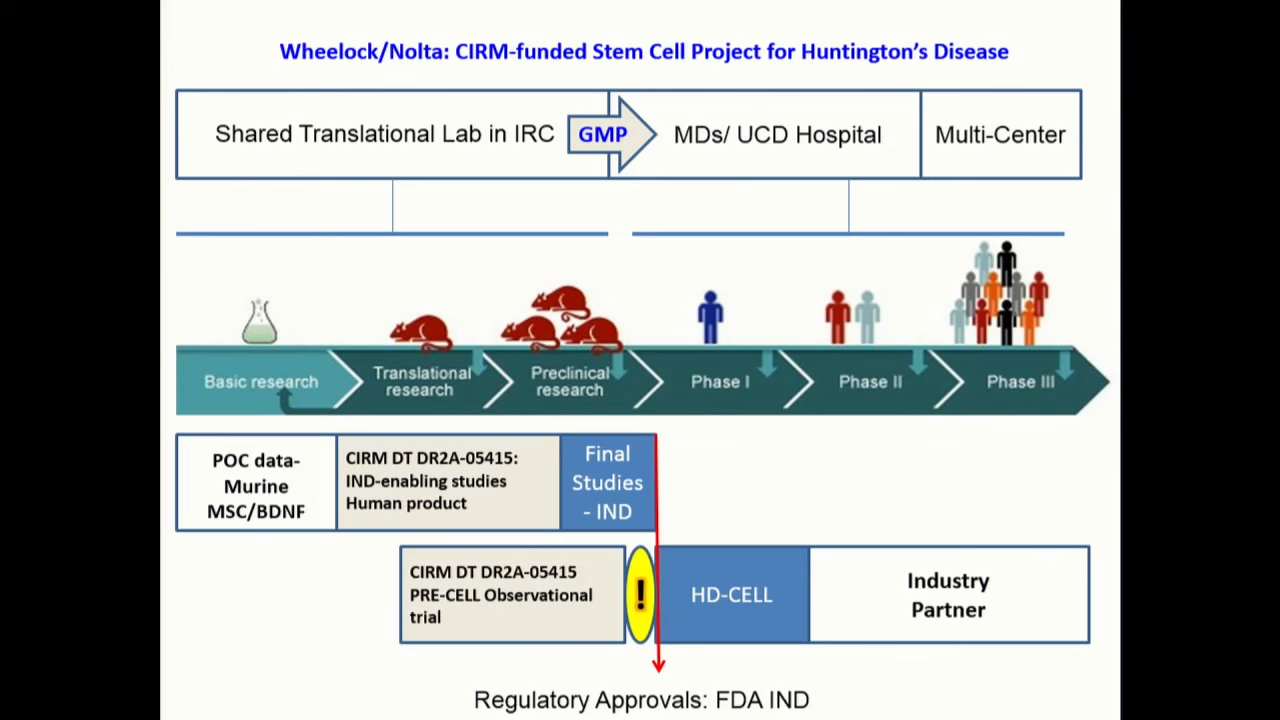 Wheelock/Nolta: CIRM-funded Stem Cell Project for Huntington's Disease
Shared Translational Lab in IRC
GMP
MDs/ UCD Hospital
Multi-Center
Basic research
Translational
research
Preclinical
research
Phase I
Phase II
Phase III
POC data-
Murine
MSC/BDNF
CIRM DT DR2A-05415:
IND-enabling studies
Human product
Final
Studies
- IND
CIRM DT DR2A-05415
PRE-CELL Observational
trial
!
HD-CELL
Industry
Partner
Regulatory Approvals: FDA IND